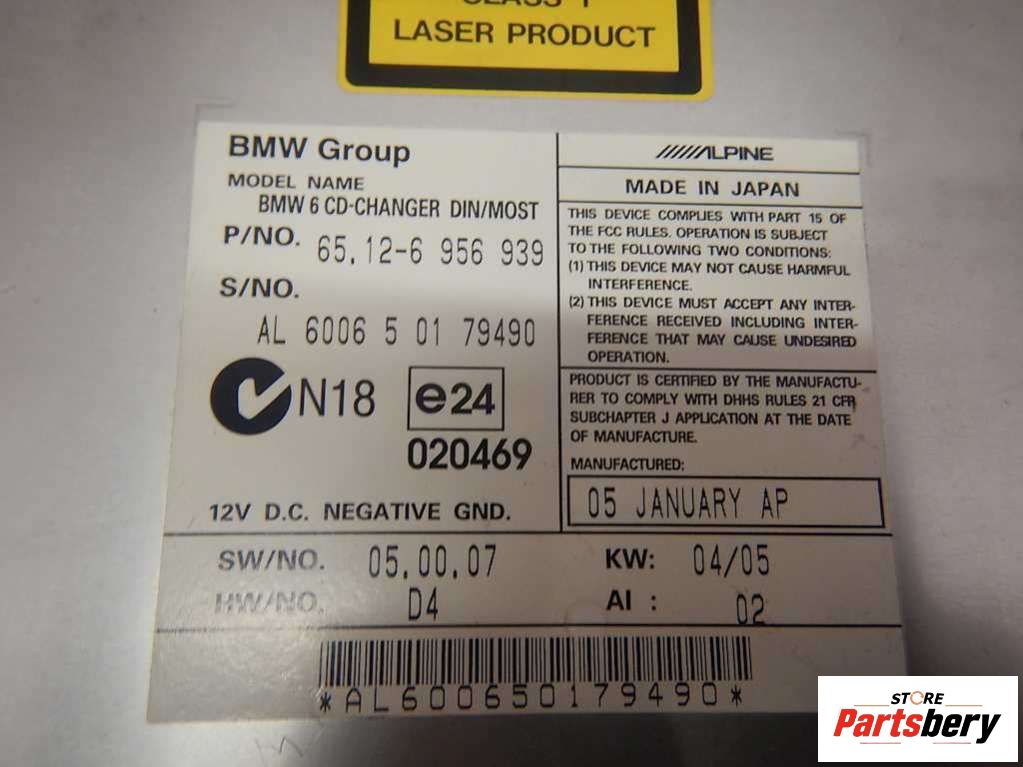 CLASS 1
LASER PRODUCT
BMW Group
MODEL NAME
BMW 6 CD-CHANGER DIN/MOST
P/NO. 65.12-6 956 939
S/NO.
AL 6006 5 01 79490
N18 e24
020469
12V D.C. NEGATIVE GND.
ALPINE
MADE IN JAPAN
THIS DEVICE COMPLIES WITH PART 15 OF
THE FCC RULES. OPERATION IS SUBJECT
TO THE FOLLOWING TWO CONDITIONS:
(1) THIS DEVICE MAY NOT CAUSE HARMFUL
INTERFERENCE.
(2) THIS DEVICE MUST ACCEPT ANY INTER-
FERENCE RECEIVED INCLUDING INTER-
FERENCE THAT MAY CAUSE UNDESIRED
OPERATION.
PRODUCT IS CERTIFIED BY THE MANUFACTU-
RER TO COMPLY WITH DHHS RULES 21 CFR
SUBCHAPTER J APPLICATION AT THE DATE
OF MANUFACTURE.
MANUFACTURED:
05 JANUARY AP
SW/NO. 05.00.07 KW: 04/05
HW/NO. D4 AI : 02
*AL600650179490*
STORE
Partsbery